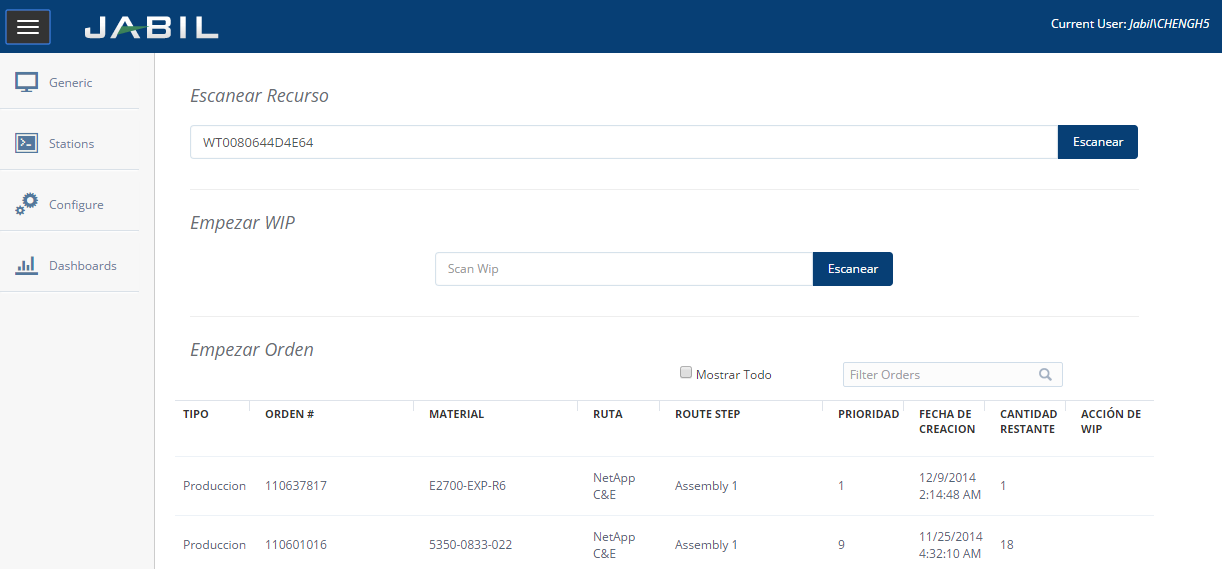 JABIL
Current User: Jabil\CHENGH5
Generic
Stations
Configure
Dashboards
Escanear Recurso
WT0080644D4E64 Escanear
Empezar WIP
Scan Wip Escanear
Empezar Orden
Mostrar Todo Filter Orders
TIPO ORDEN # MATERIAL RUTA ROUTE STEP PRIORIDAD FECHA DE CREACION CANTIDAD RESTANTE ACCIÓN DE WIP
Produccion 110637817 E2700-EXP-R6 NetApp C&E Assembly 1 1 12/9/2014 2:14:48 AM 1
Produccion 110601016 5350-0833-022 NetApp C&E Assembly 1 9 11/25/2014 4:32:10 AM 18